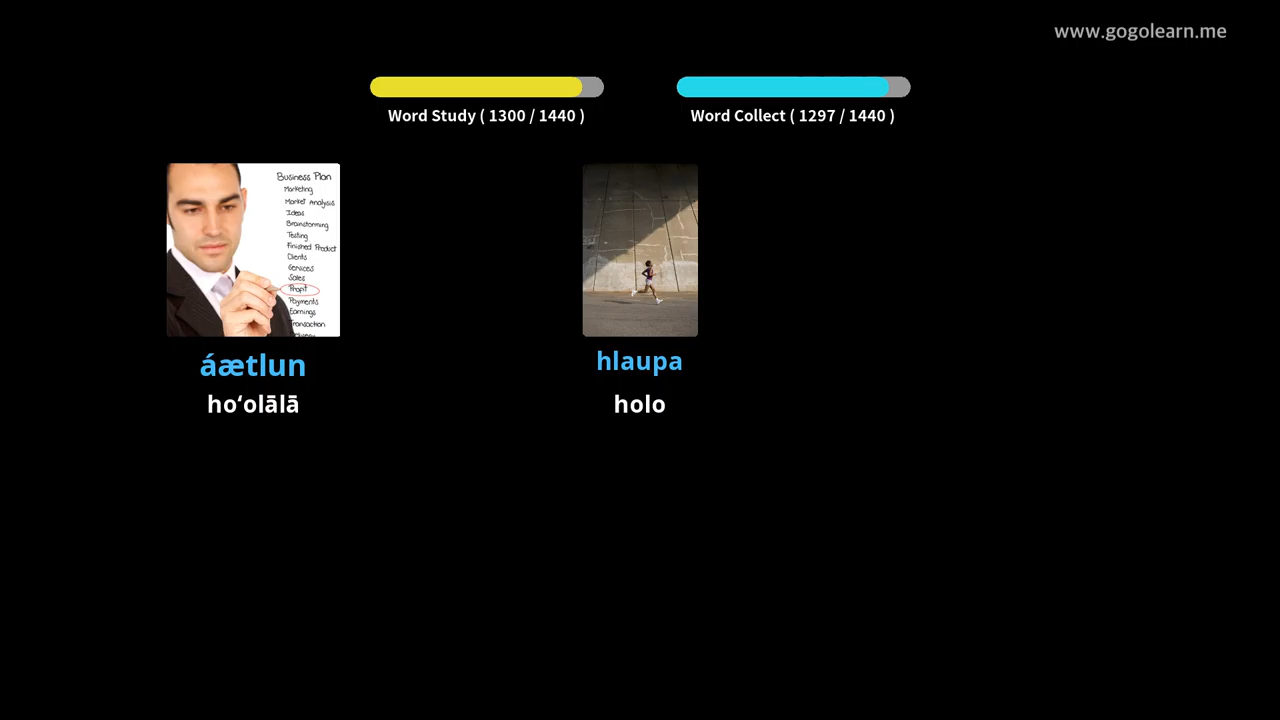 www.gogolearn.me
Word Study ( 1300 / 1440 )
Word Collect ( 1297 / 1440 )
Business Plan
Marketing
Market Analysis
Ideas
Brainstorming
Testing
Finished Product
Clients
Services
Sales
Profit
Payments
Earnings
Transaction
áætlun
hlaupa
hoʻolālā
holo